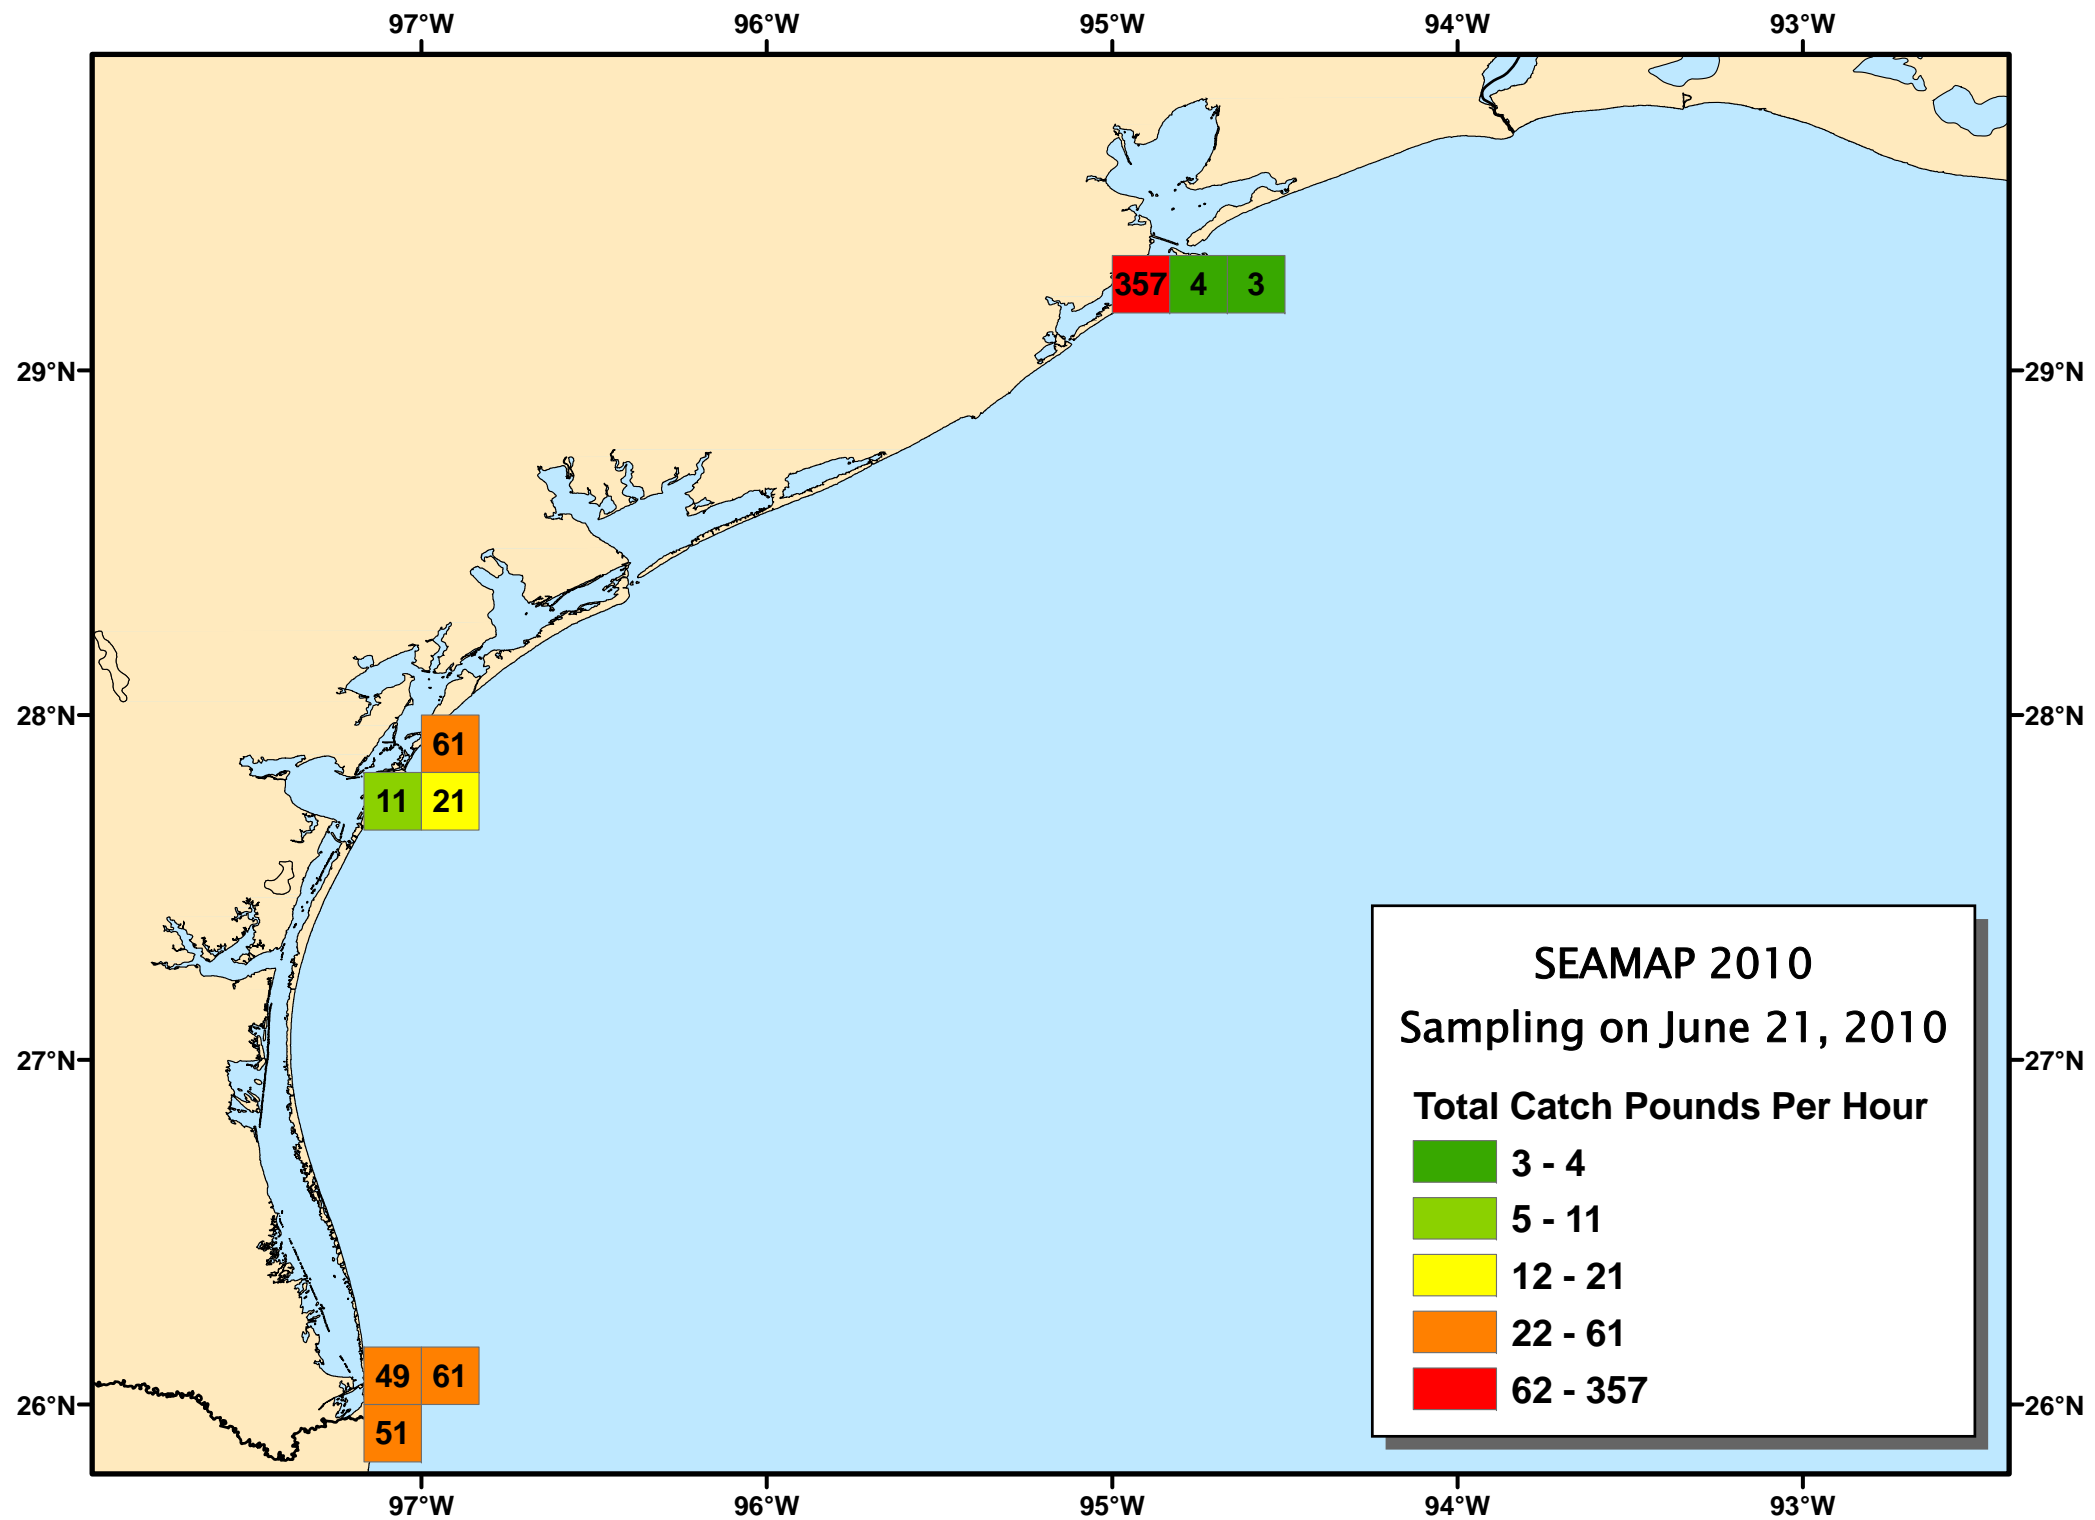 97°W 96°W 95°W 94°W 93°W
357 4 3
29°N 29°N
28°N 28°N
61
11 21
SEAMAP 2010
Sampling on June 21, 2010
27°N 27°N
Total Catch Pounds Per Hour
3 - 4
5 - 11
12 - 21
22 - 61
62 - 357
49 61
26°N 26°N
51
97°W 96°W 95°W 94°W 93°W